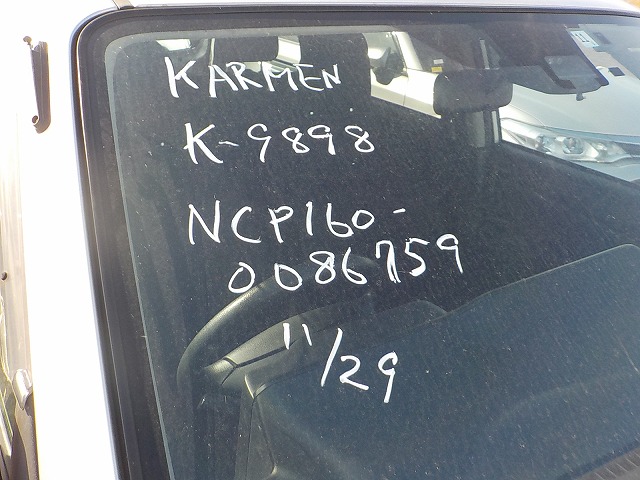 KARMEN
K-9898
NCP160-
0086759
11/29